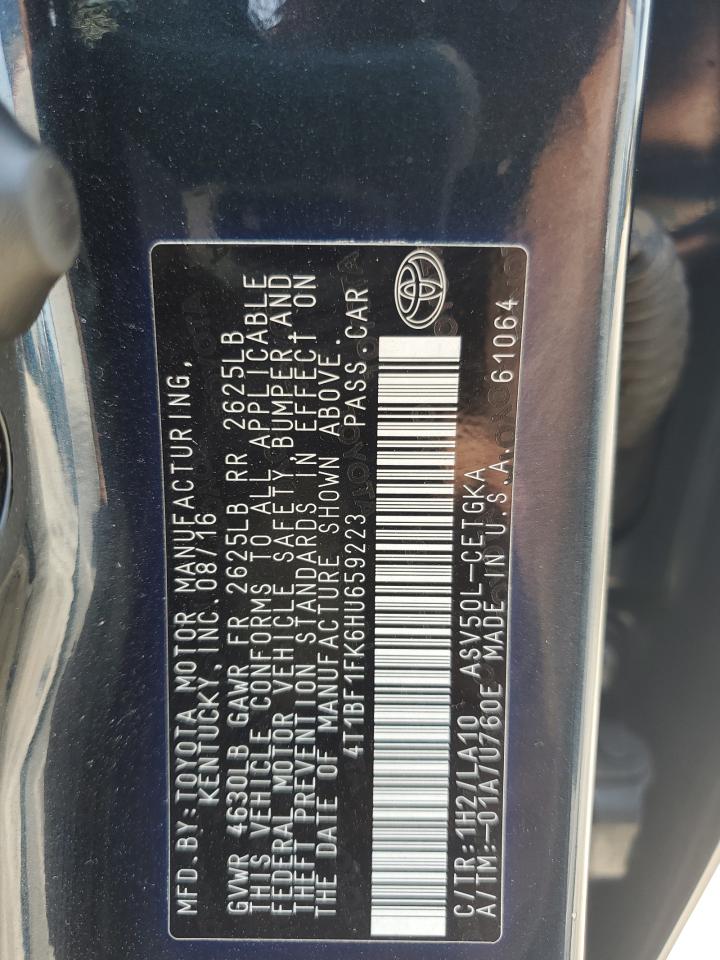 MFD.BY:TOYOTA MOTOR MANUFACTURING,
KENTUCKY, INC. 08/16
GVWR 4630LB GAWR FR 2625LB RR 2625LB
THIS VEHICLE CONFORMS TO ALL APPLICABLE
FEDERAL MOTOR VEHICLE SAFETY, BUMPER, AND
THEFT PREVENTION STANDARDS IN EFFECT ON
THE DATE OF MANUFACTURE SHOWN ABOVE.
4T1BF1FK6HU659223 PASS.CAR
C/TR:1H2/LA10 ASV50L-CETGKA
A/TM:-01A/U760E MADE IN U.S.A. 61064